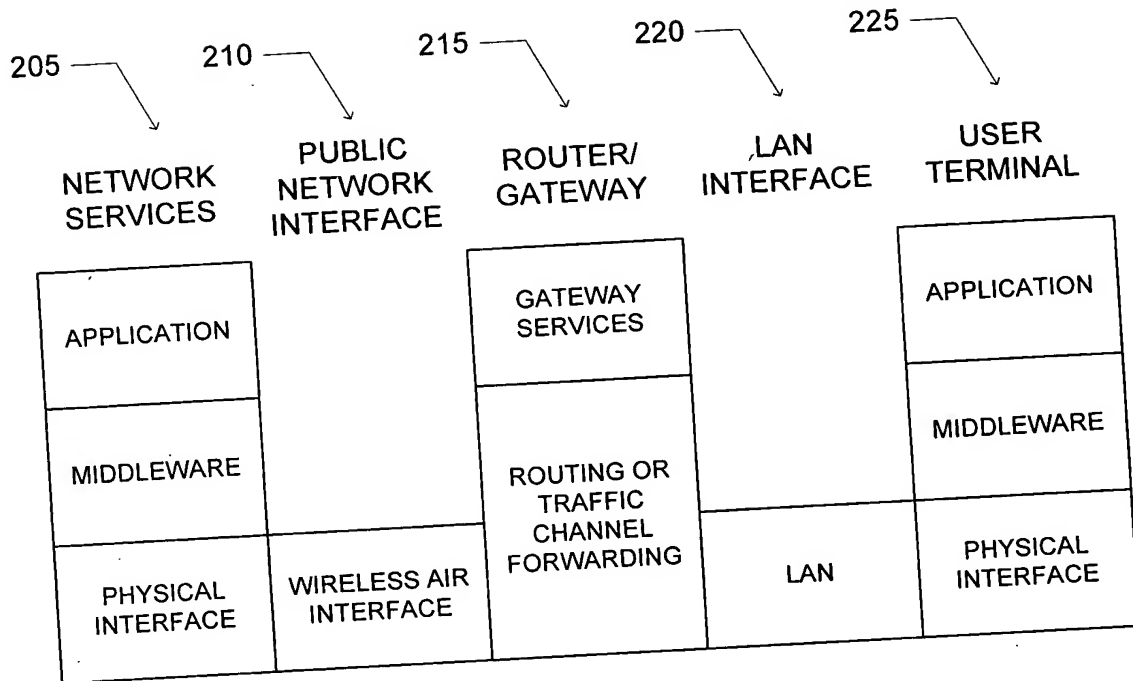 205
210
215
220
225
NETWORK
SERVICES
PUBLIC
NETWORK
INTERFACE
ROUTER/
GATEWAY
LAN
INTERFACE
USER
TERMINAL
APPLICATION
MIDDLEWARE
PHYSICAL
INTERFACE
WIRELESS AIR
INTERFACE
GATEWAY
SERVICES
ROUTING OR
TRAFFIC
CHANNEL
FORWARDING
LAN
APPLICATION
MIDDLEWARE
PHYSICAL
INTERFACE